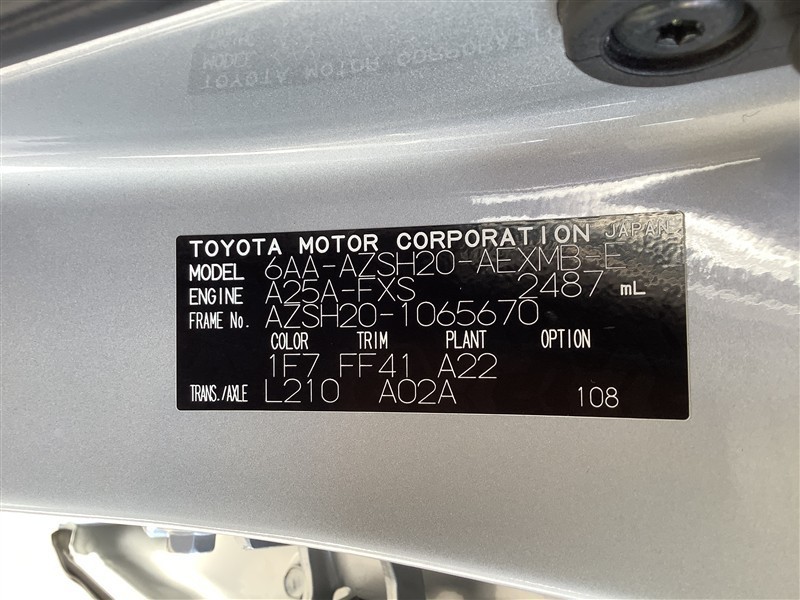 TOYOTA MOTOR CORPORATION JAPAN
MODEL 6AA-AZSH20-AEXMB-E
ENGINE A25A-FXS 2487 mL
FRAME No. AZSH20-1065670
COLOR TRIM PLANT OPTION
1F7 FF41 A22
TRANS./AXLE L210 A02A 108